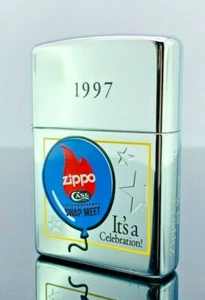 1997
zippo
CASE
SWAP MEET
It's a
Celebration!